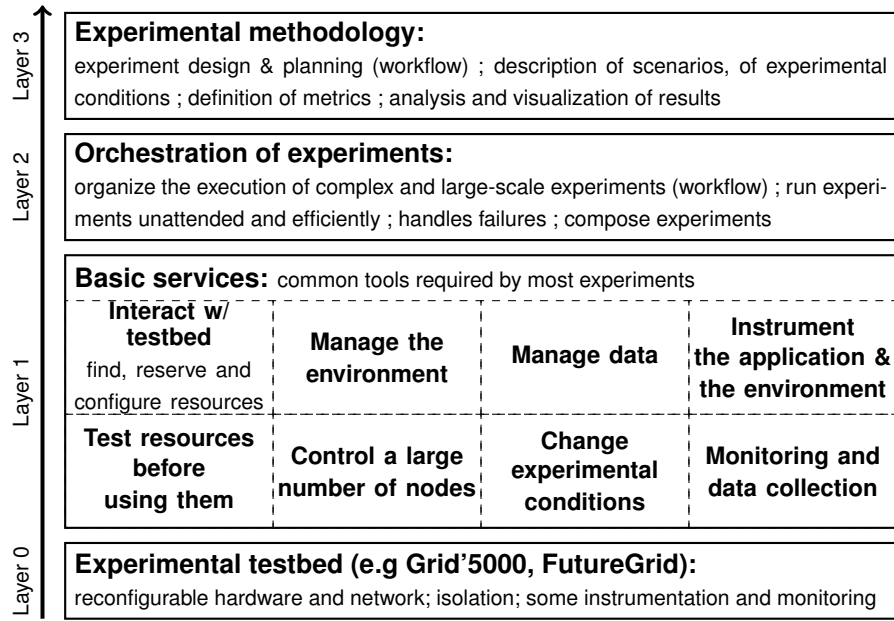 Layer 3
Experimental methodology:
experiment design & planning (workflow) ; description of scenarios, of experimental
conditions ; definition of metrics ; analysis and visualization of results
Layer 2
Orchestration of experiments:
organize the execution of complex and large-scale experiments (workflow) ; run experi-
ments unattended and efficiently ; handles failures ; compose experiments
Layer 1
Basic services: common tools required by most experiments
Interact w/
testbed
find, reserve and
configure resources
Manage the
environment
Manage data
Instrument
the application &
the environment
Test resources
before
using them
Control a large
number of nodes
Change
experimental
conditions
Monitoring and
data collection
Layer 0
Experimental testbed (e.g Grid'5000, FutureGrid):
reconfigurable hardware and network; isolation; some instrumentation and monitoring